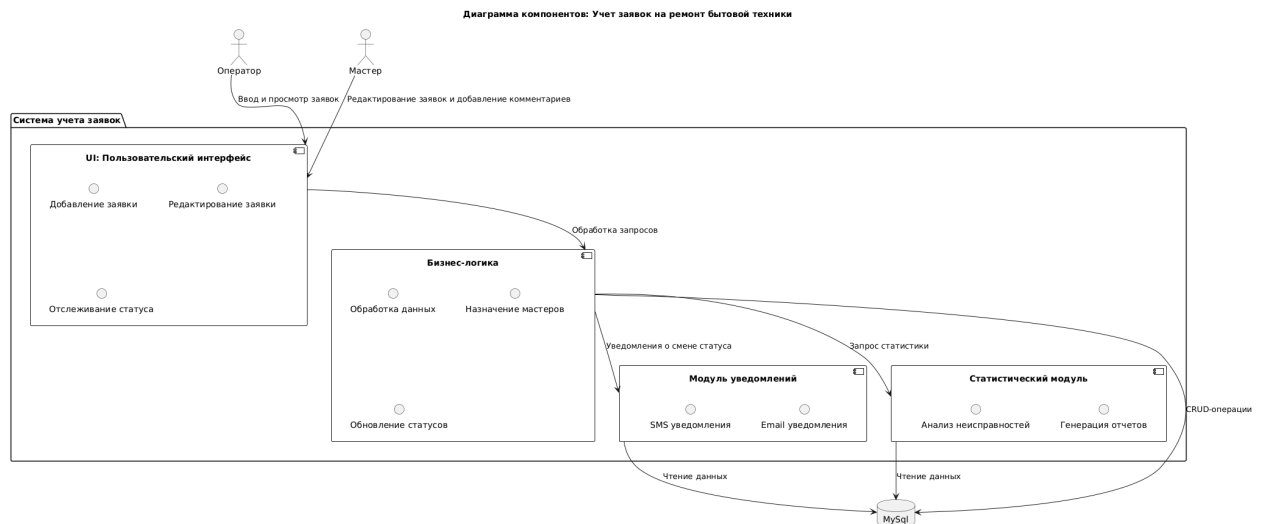 Диаграмма компонентов: Учет заявок на ремонт бытовой техники
Оператор
Мастер
Ввод и просмотр заявок
Редактирование заявок и добавление комментариев
Система учета заявок
UI: Пользовательский интерфейс
Добавление заявки
Редактирование заявки
Отслеживание статуса
Обработка запросов
Бизнес-логика
Обработка данных
Назначение мастеров
Обновление статусов
Уведомления о смене статуса
Запрос статистики
Модуль уведомлений
SMS уведомления
Email уведомления
Статистический модуль
Анализ неисправностей
Генерация отчетов
CRUD-операции
Чтение данных
Чтение данных
MySql